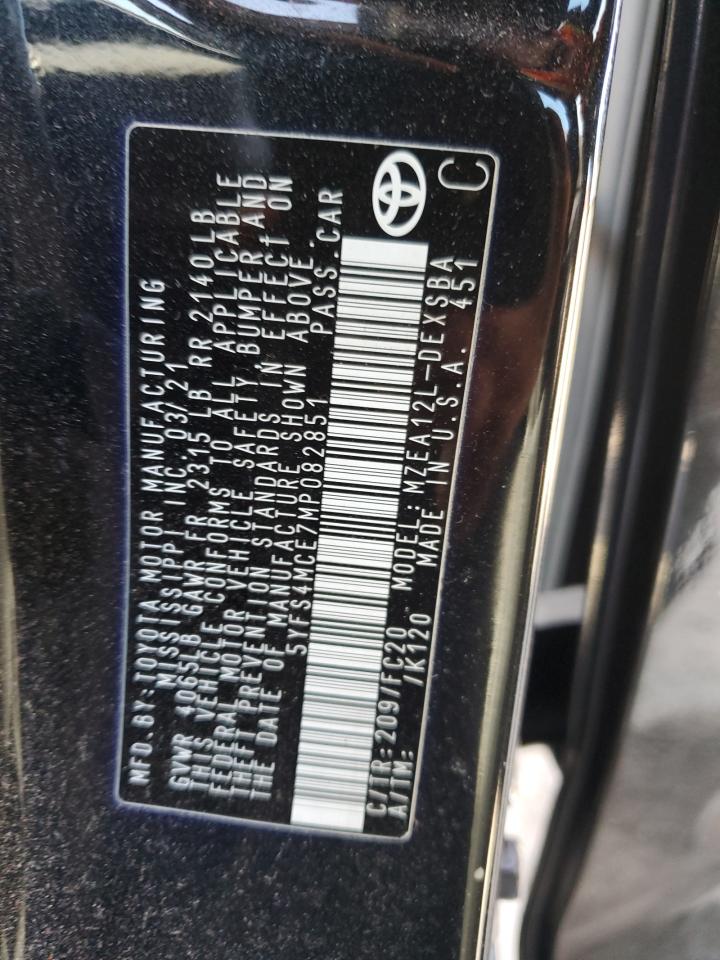 MFD.BY:TOYOTA MOTOR MANUFACTURING
MISSISSIPPI INC.03/21
GVWR 4065LB GAWR FR 2315 LB RR 2140LB
THIS VEHICLE CONFORMS TO ALL APPLICABLE
FEDERAL MOTOR VEHICLE SAFETY, BUMPER AND
THEFT PREVENTION STANDARDS IN EFFECT ON
THE DATE OF MANUFACTURE SHOWN ABOVE.
5YFS4MCE7MP082851 PASS.CAR
C/TR:209/FC20 MODEL:MZEA12L-DEXSBA
A/TM: /K120 MADE IN U.S.A. 451 C